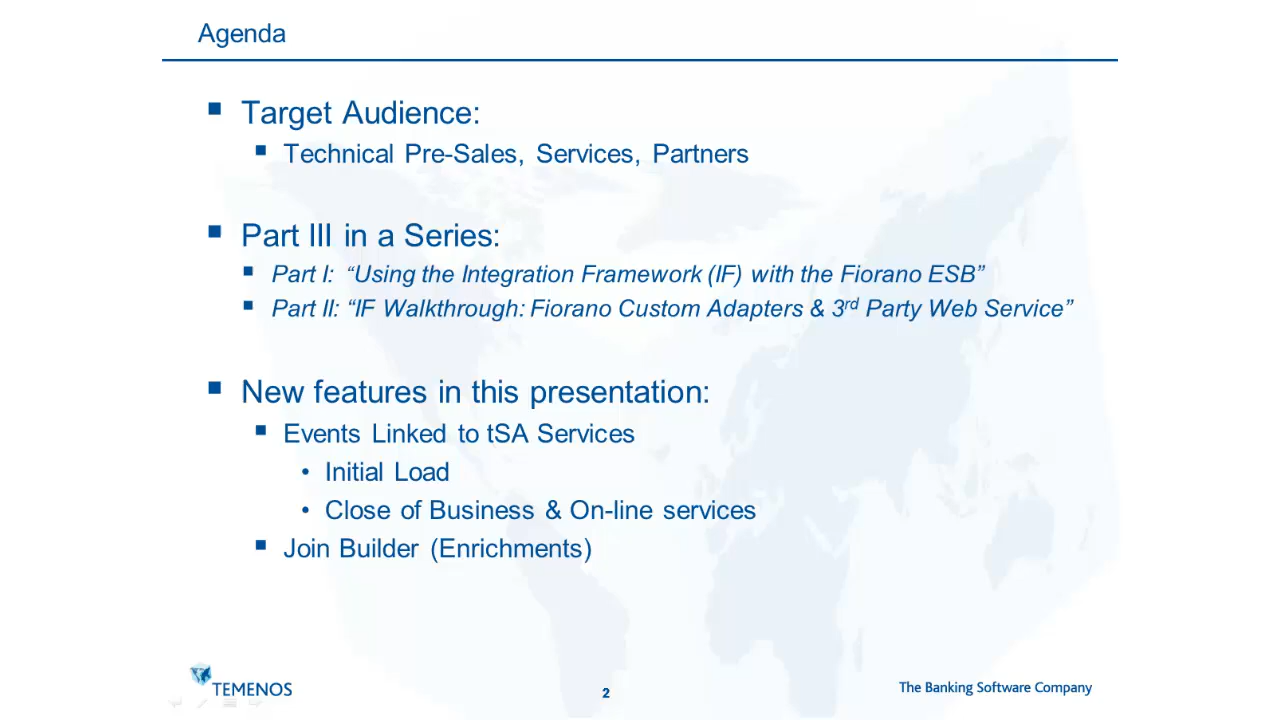 Agenda
Target Audience:
Technical Pre-Sales, Services, Partners
Part III in a Series:
Part I: “Using the Integration Framework (IF) with the Fiorano ESB”
Part II: “IF Walkthrough: Fiorano Custom Adapters & 3rd Party Web Service”
New features in this presentation:
Events Linked to tSA Services
• Initial Load
• Close of Business & On-line services
Join Builder (Enrichments)
TEMENOS
2
The Banking Software Company